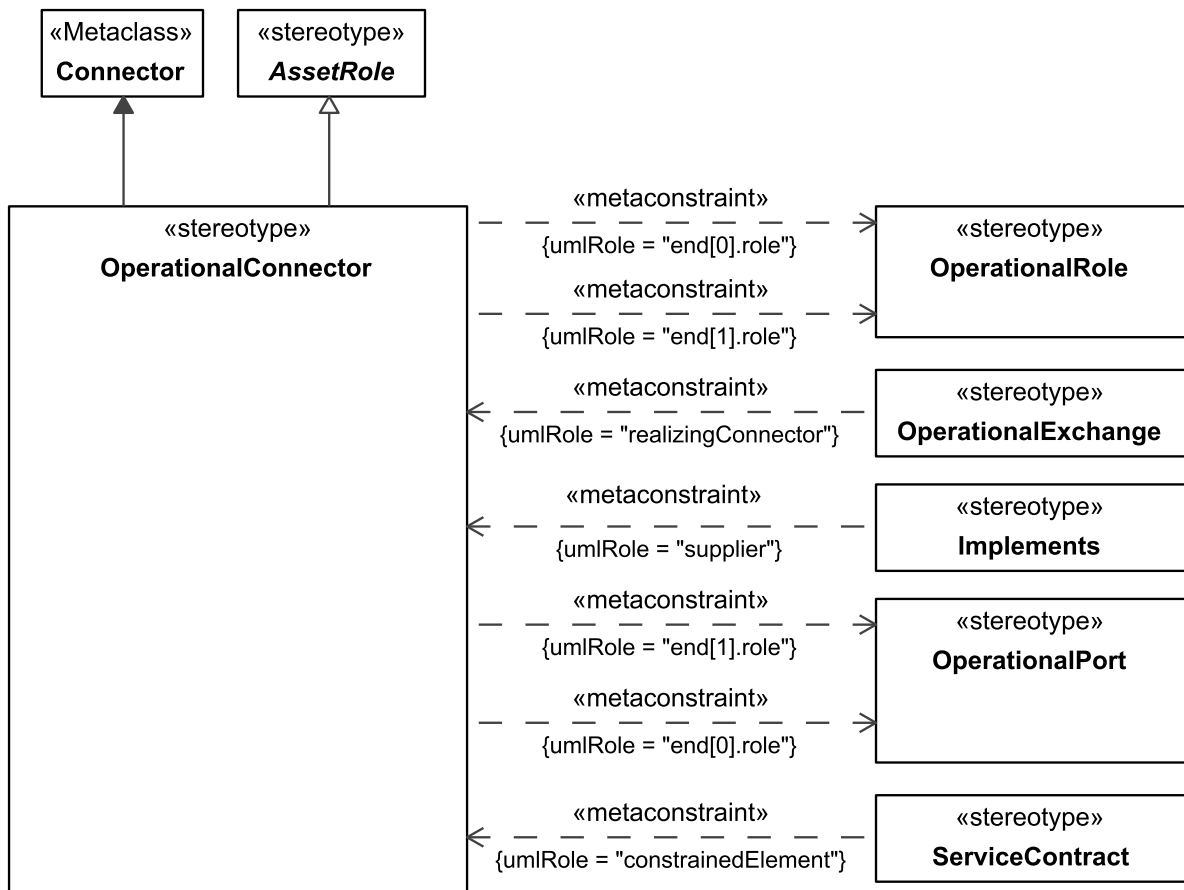 «Metaclass»
Connector
«stereotype»
AssetRole
«stereotype»
OperationalConnector
«metaconstraint»
{umlRole = "end[0].role"}
«metaconstraint»
{umlRole = "end[1].role"}
«stereotype»
OperationalRole
«metaconstraint»
{umlRole = "realizingConnector"}
«stereotype»
OperationalExchange
«metaconstraint»
{umlRole = "supplier"}
«stereotype»
Implements
«metaconstraint»
{umlRole = "end[1].role"}
«metaconstraint»
{umlRole = "end[0].role"}
«stereotype»
OperationalPort
«metaconstraint»
{umlRole = "constrainedElement"}
«stereotype»
ServiceContract